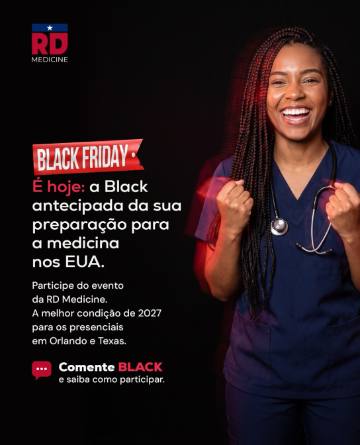 RD
MEDICINE
BLACK FRIDAY
É hoje: a Black
antecipada da sua
preparação para
a medicina
nos EUA.
Participe do evento
da RD Medicine.
A melhor condição de 2027
para os presenciais
em Orlando e Texas.
Comente BLACK
e saiba como participar.